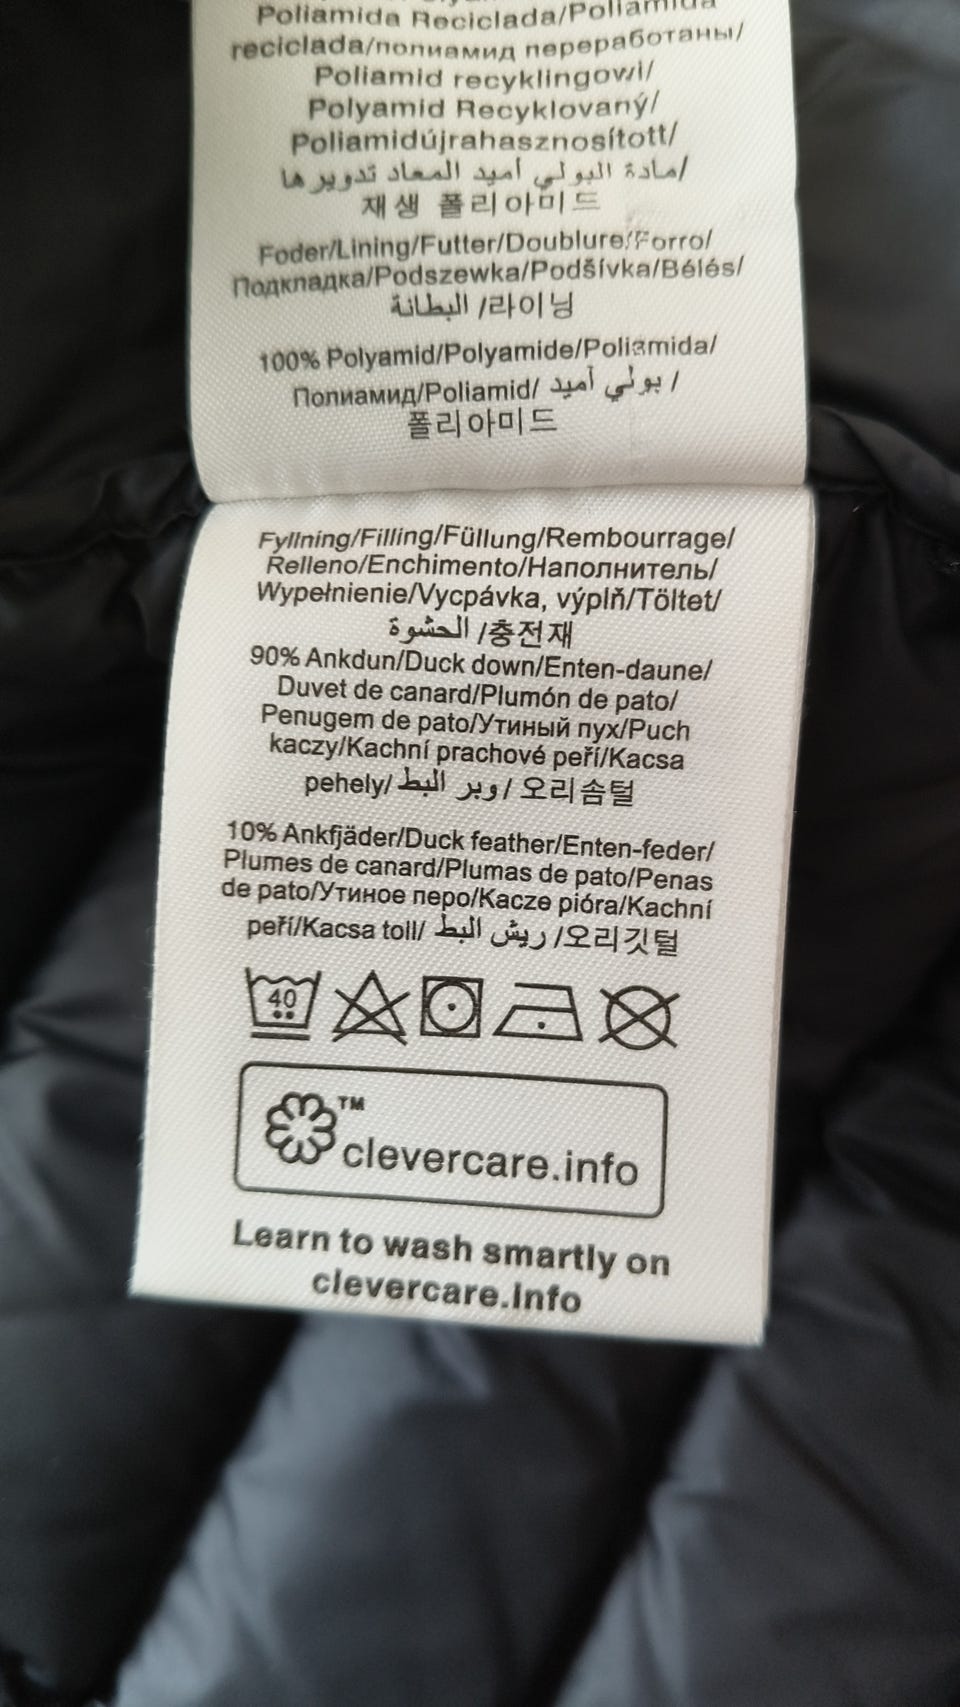 Poliamida Reciclada/Poliamida
reciclada/полиамид переработаны/
Poliamid recyklingowi/
Polyamid Recyklovaný/
Poliamidújrahasznosított/
مادة البولي أميد المعاد تدويرها/
재생 폴리아미드
Foder/Lining/Futter/Doublure/Forro/
Подкладка/Podszewka/Podšívka/Bélés/
البطانة /라이닝
100% Polyamid/Polyamide/Poliamida/
Полиамид/Poliamid/ بولي أميد /
폴리아미드
Fyllning/Filling/Füllung/Rembourrage/
Relleno/Enchimento/Наполнитель/
Wypełnienie/Vycpávka, výplň/Töltet/
الحشوة /충전재
90% Ankdun/Duck down/Enten-daune/
Duvet de canard/Plumón de pato/
Penugem de pato/Утиный пух/Puch
kaczy/Kachní prachové peří/Kacsa
pehely/ وبر البط / 오리솜털
10% Ankfjäder/Duck feather/Enten-feder/
Plumes de canard/Plumas de pato/Penas
de pato/Утиное перо/Kacze pióra/Kachní
peří/Kacsa toll/ ريش البط /오리깃털
40
™
clevercare.info
Learn to wash smartly on
clevercare.Info